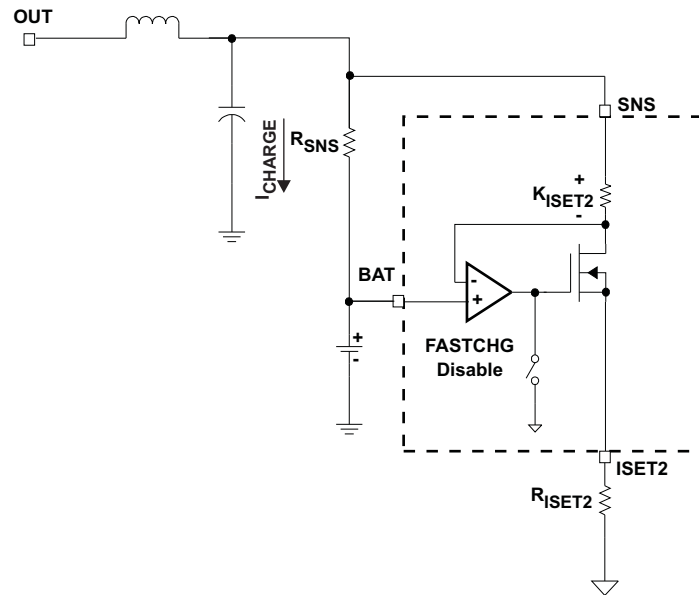 OUT
SNS
ICHARGE
RSNS
+
KISET2
-
BAT
-
+
+
-
FASTCHG
Disable
ISET2
RISET2